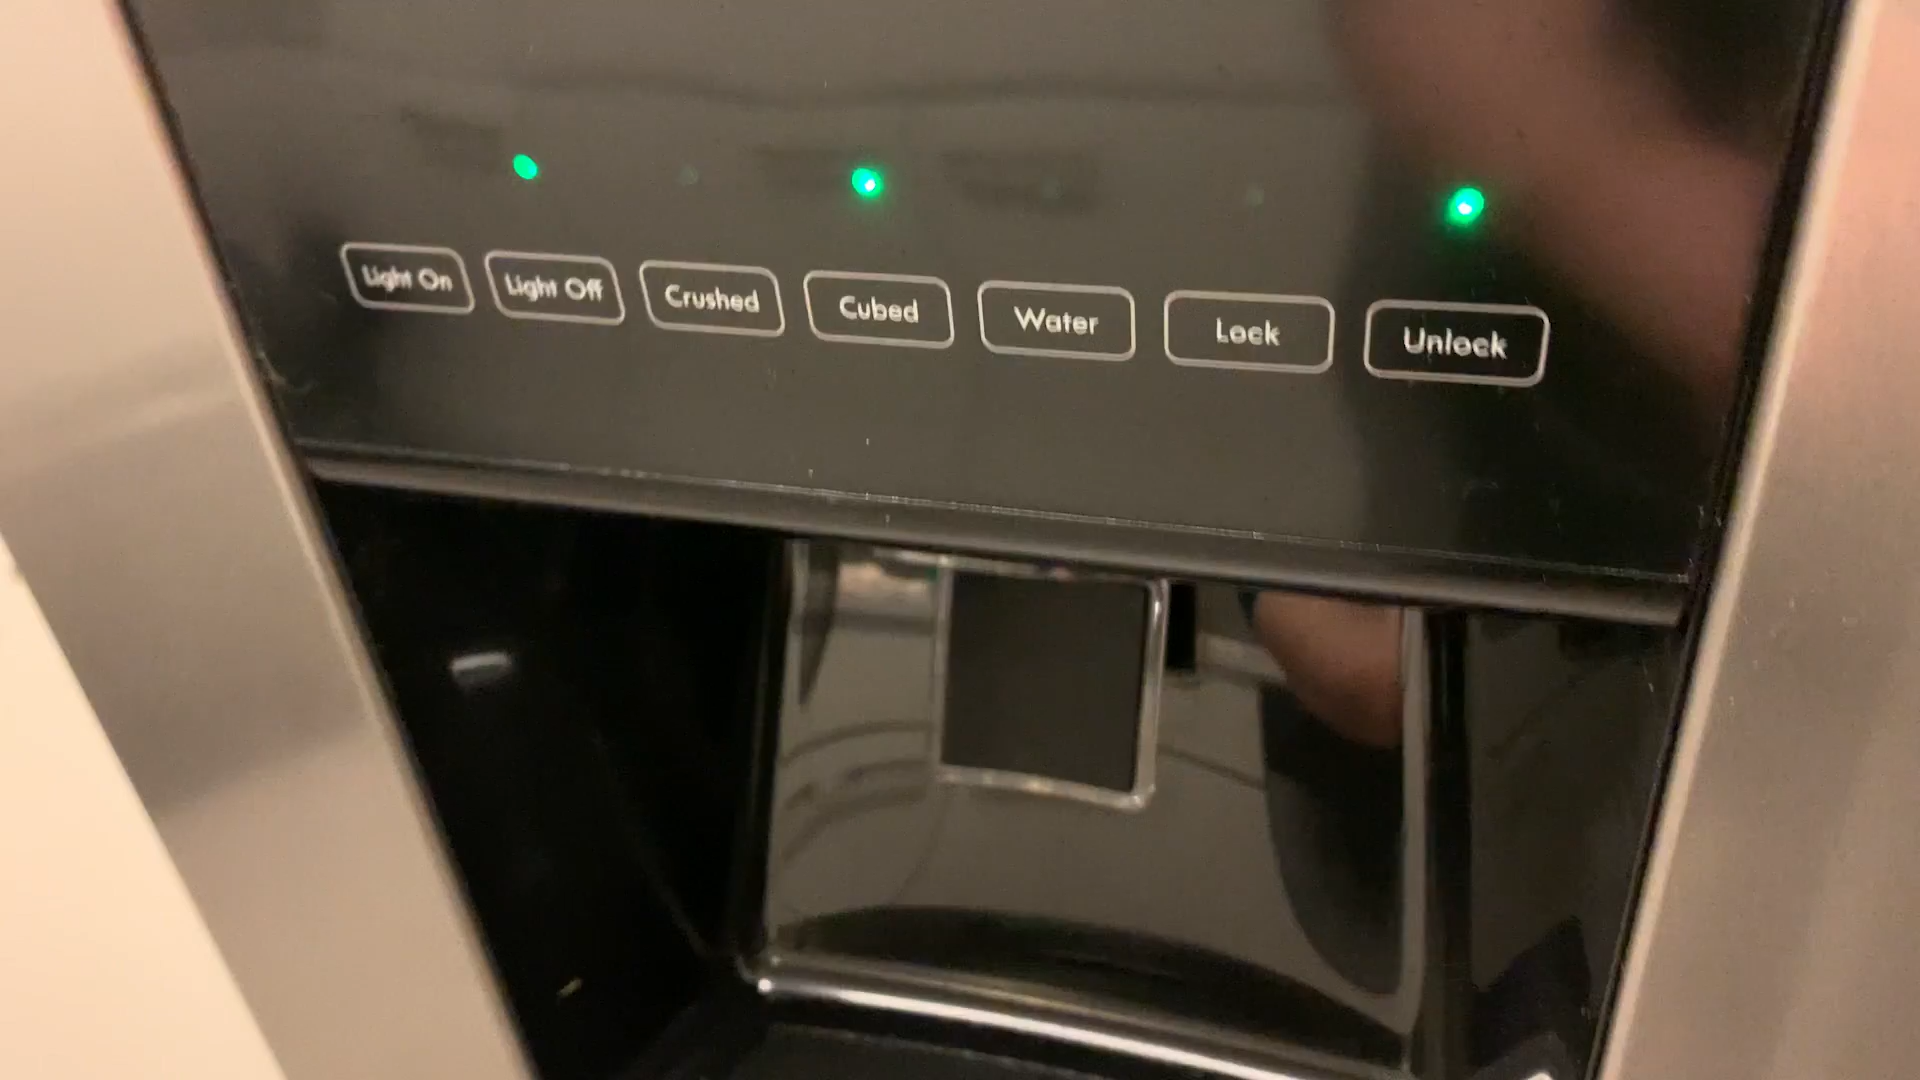 Light On
Light Off
Crushed
Cubed
Water
Lock
Unlock